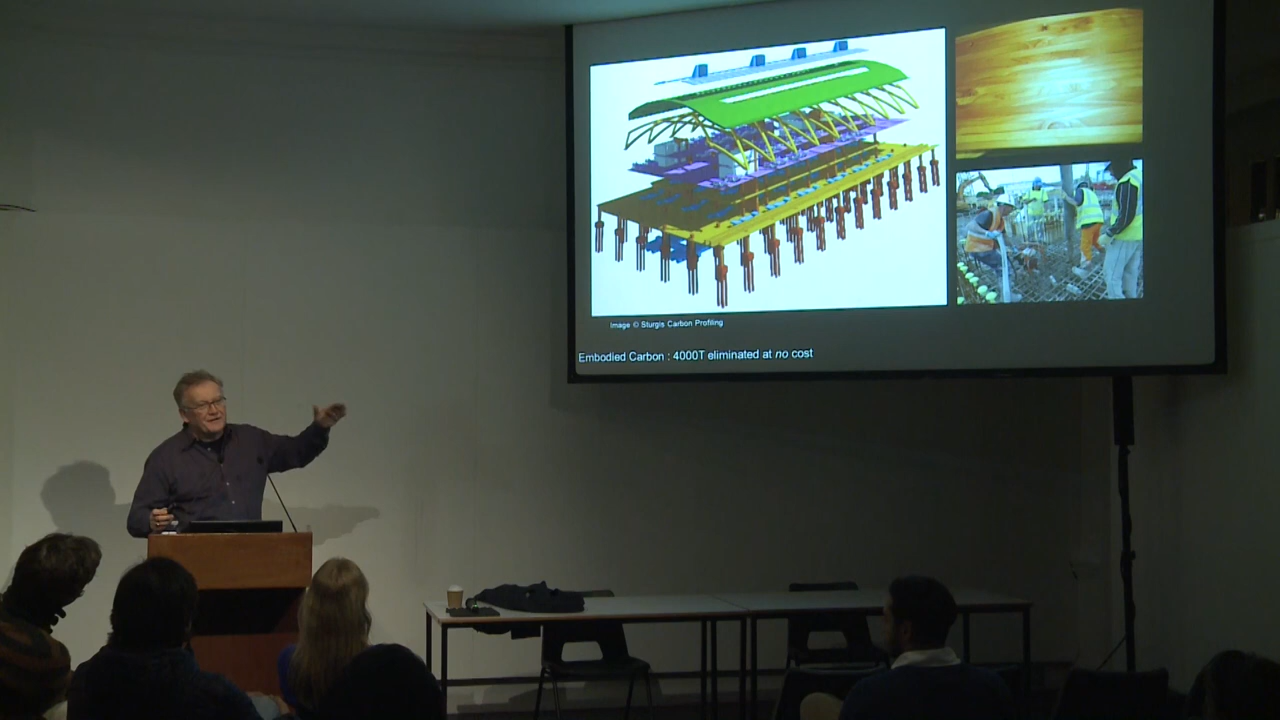 Image © Sturgis Carbon Profiling
Embodied Carbon : 4000T eliminated at no cost